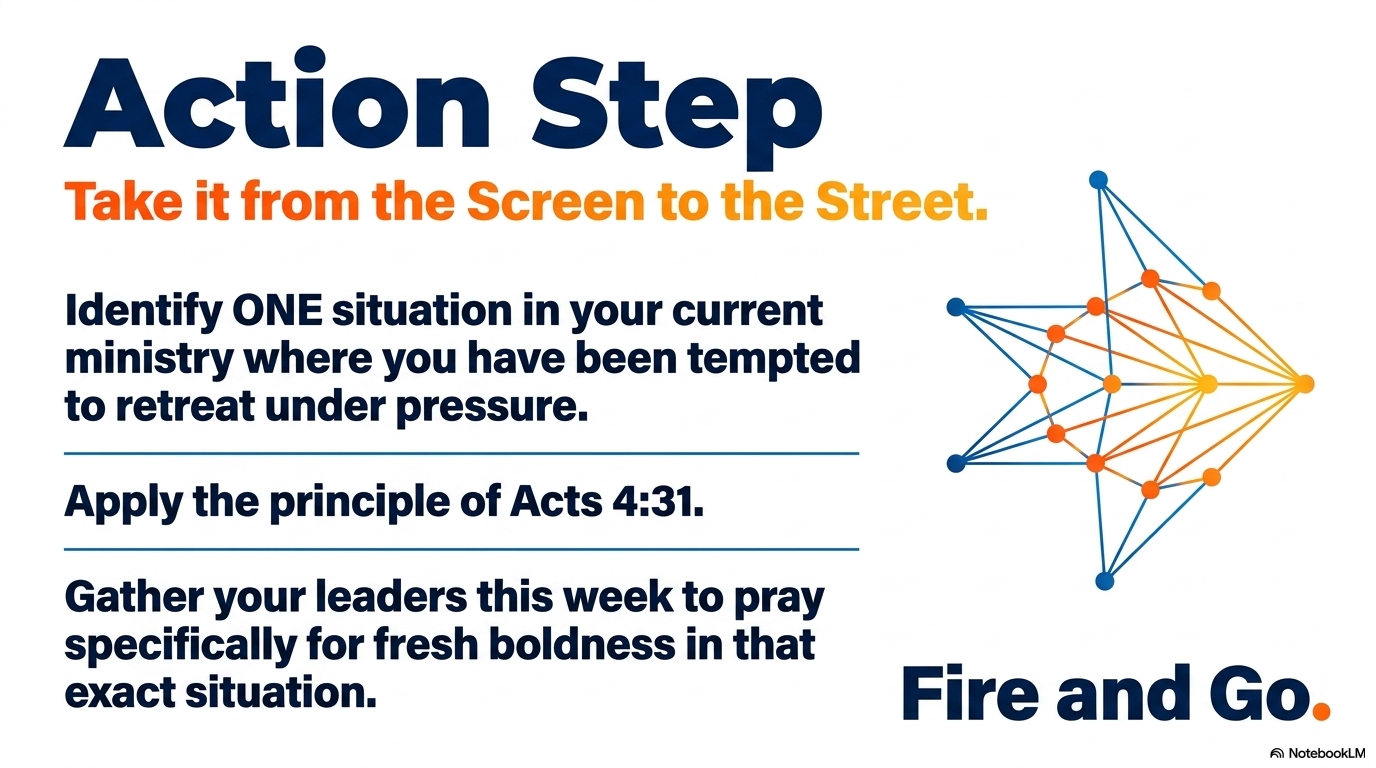 Action Step
Take it from the Screen to the Street.
Identify ONE situation in your current
ministry where you have been tempted
to retreat under pressure.
Apply the principle of Acts 4:31.
Gather your leaders this week to pray
specifically for fresh boldness in that
exact situation.
Fire and Go.
NotebookLM